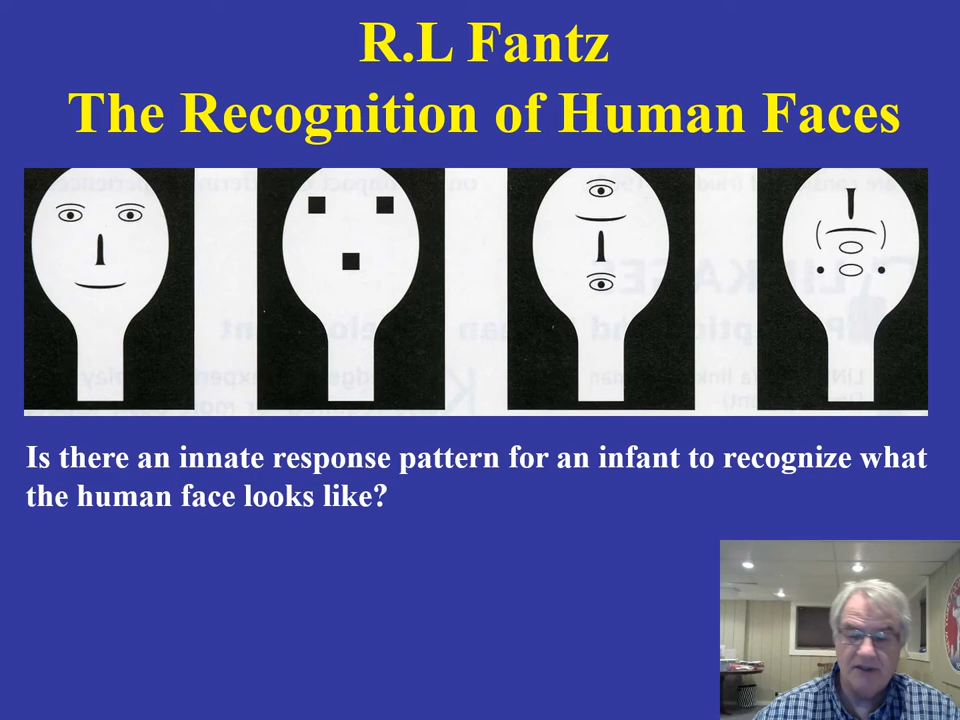 R.L Fantz
The Recognition of Human Faces
Is there an innate response pattern for an infant to recognize what
the human face looks like?